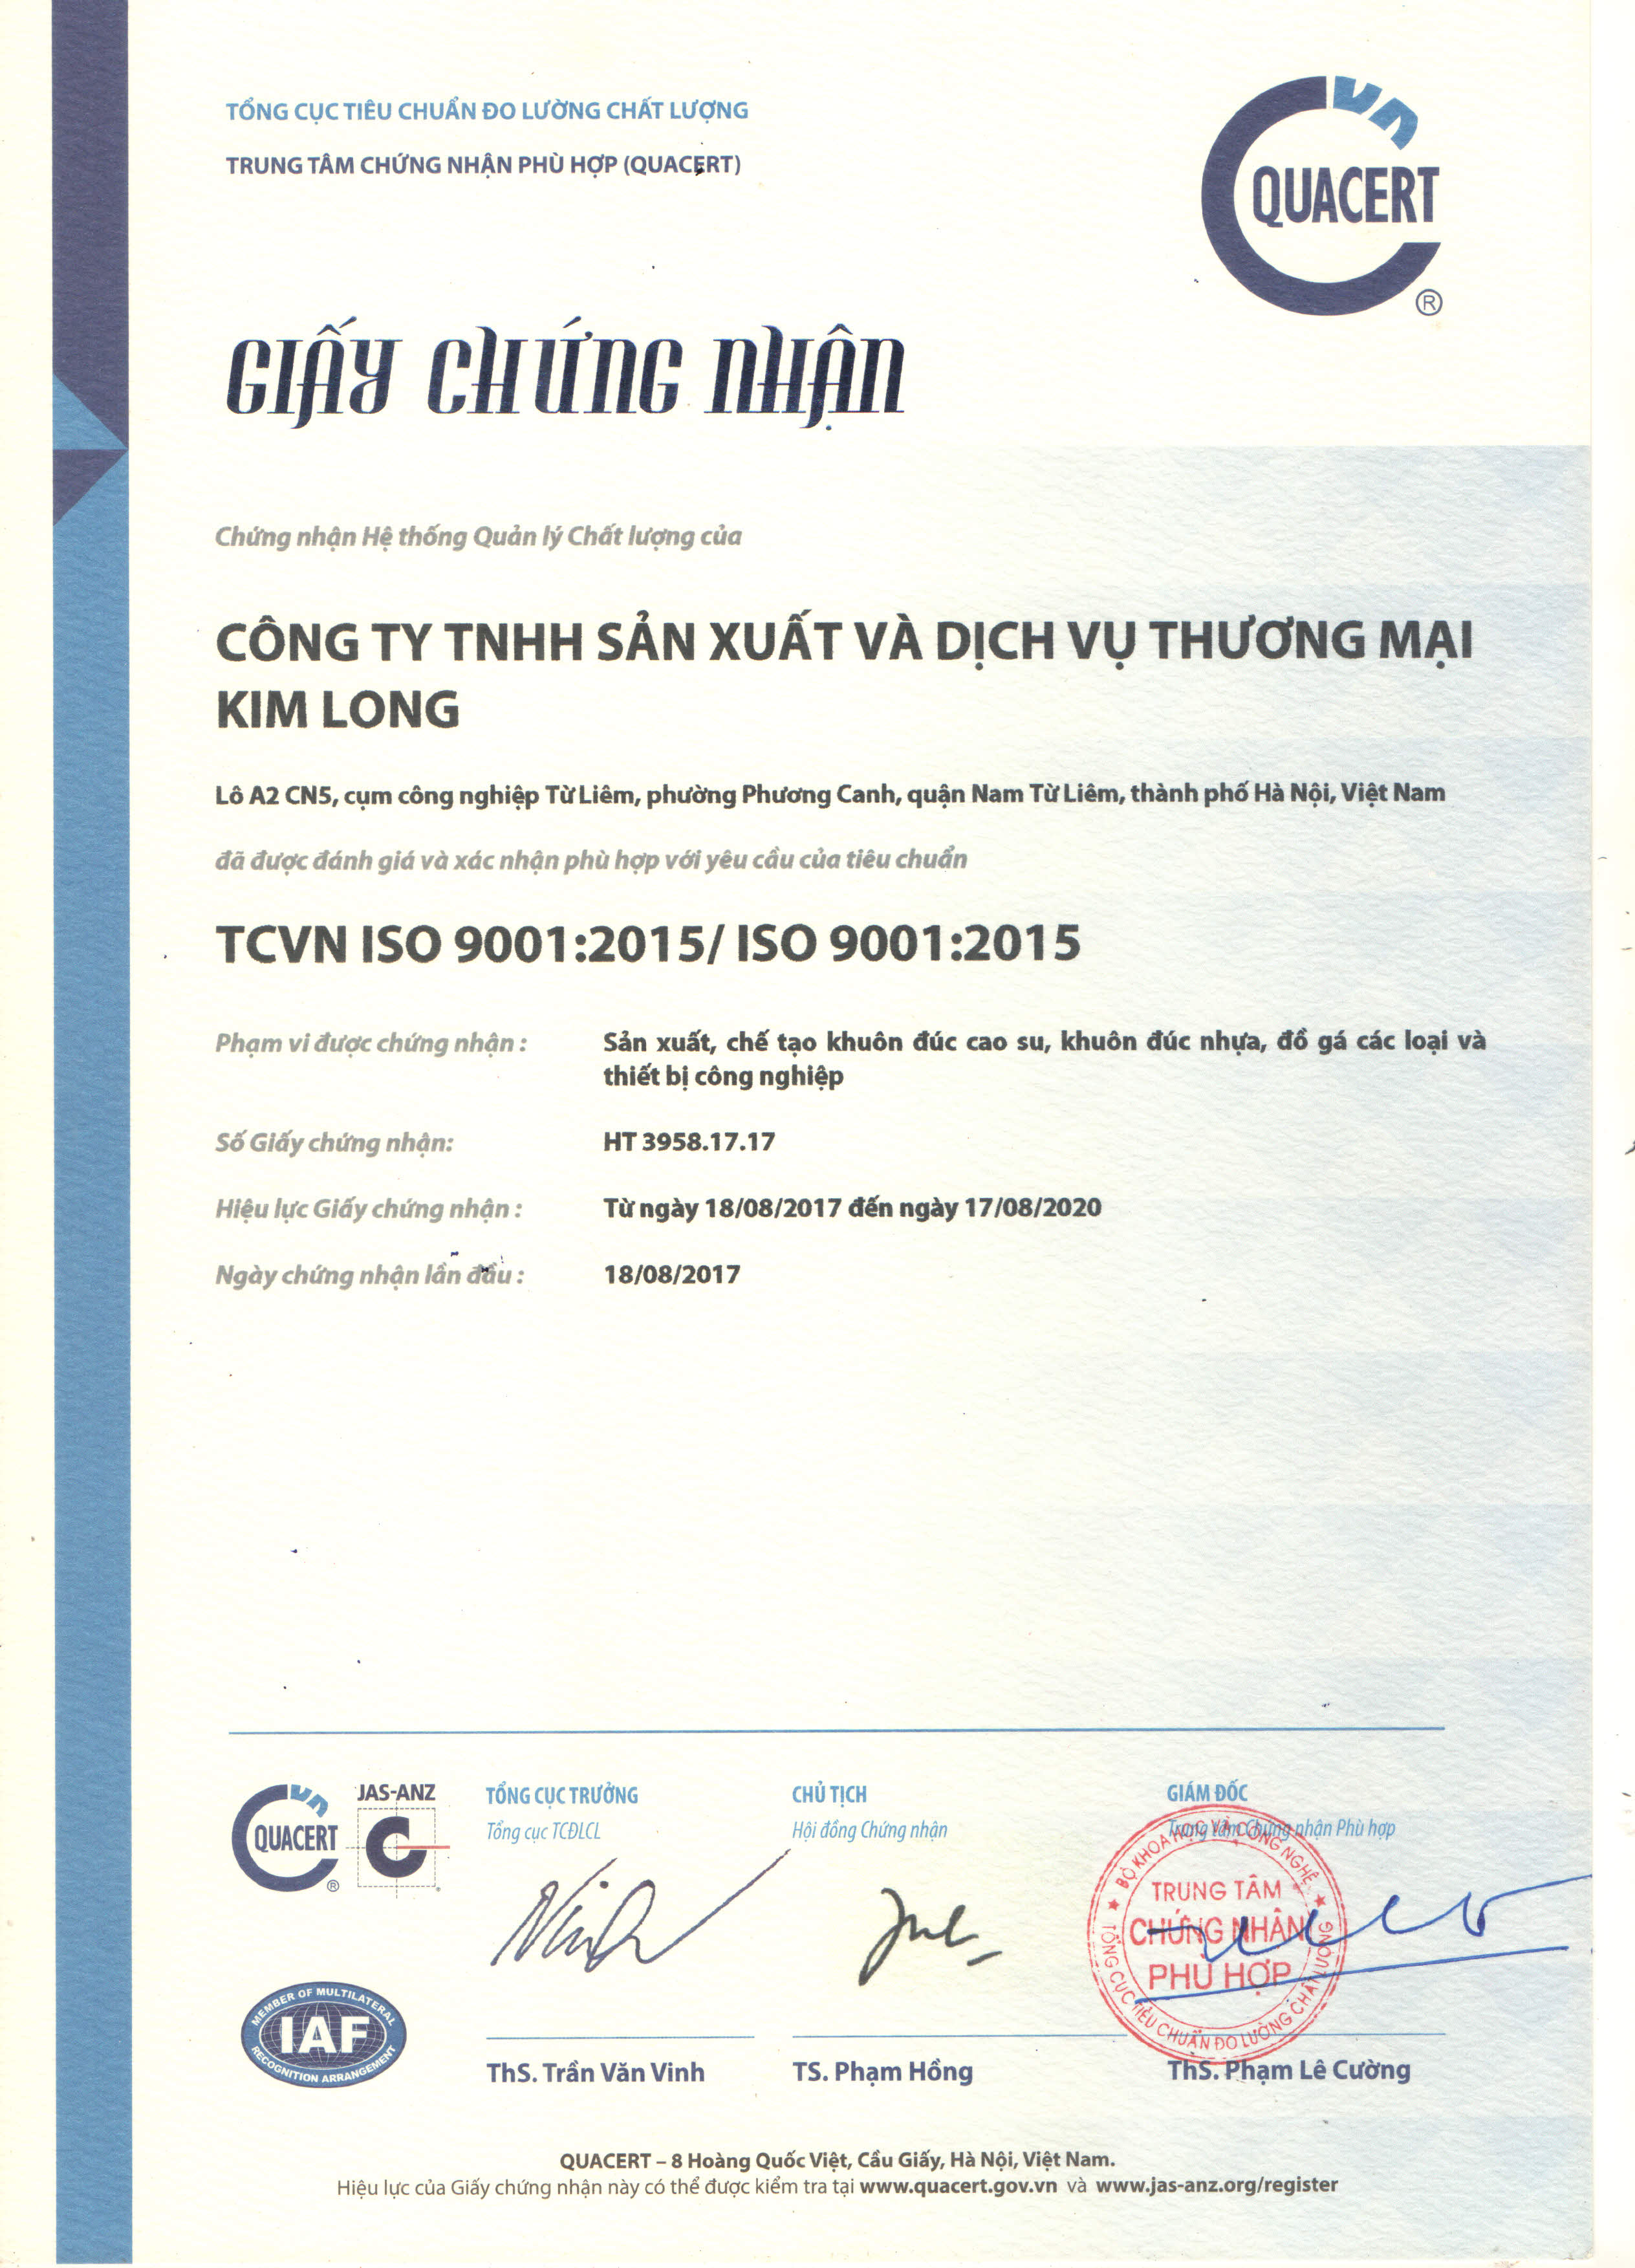 TỔNG CỤC TIÊU CHUẨN ĐO LƯỜNG CHẤT LƯỢNG
TRUNG TÂM CHỨNG NHẬN PHÙ HỢP (QUACERT)
vn
QUACERT
®
GIẤY CHỨNG NHẬN
Chứng nhận Hệ thống Quản lý Chất lượng của
CÔNG TY TNHH SẢN XUẤT VÀ DỊCH VỤ THƯƠNG MẠI
KIM LONG
Lô A2 CN5, cụm công nghiệp Từ Liêm, phường Phương Canh, quận Nam Từ Liêm, thành phố Hà Nội, Việt Nam
đã được đánh giá và xác nhận phù hợp với yêu cầu của tiêu chuẩn
TCVN ISO 9001:2015/ ISO 9001:2015
Phạm vi được chứng nhận : Sản xuất, chế tạo khuôn đúc cao su, khuôn đúc nhựa, đồ gá các loại và
thiết bị công nghiệp
Số Giấy chứng nhận: HT 3958.17.17
Hiệu lực Giấy chứng nhận : Từ ngày 18/08/2017 đến ngày 17/08/2020
Ngày chứng nhận lần đầu : 18/08/2017
vn
QUACERT
®
JAS-ANZ
TỔNG CỤC TRƯỞNG
Tổng cục TCĐLCL
CHỦ TỊCH
Hội đồng Chứng nhận
GIÁM ĐỐC
Trung tâm Chứng nhận Phù hợp
BỘ KHOA HỌC VÀ CÔNG NGHỆ
TRUNG TÂM
CHỨNG NHẬN
PHÙ HỢP
TỔNG CỤC TIÊU CHUẨN ĐO LƯỜNG CHẤT LƯỢNG
MEMBER OF MULTILATERAL
IAF
RECOGNITION ARRANGEMENT
ThS. Trần Văn Vinh
TS. Phạm Hồng
ThS. Phạm Lê Cường
QUACERT – 8 Hoàng Quốc Việt, Cầu Giấy, Hà Nội, Việt Nam.
Hiệu lực của Giấy chứng nhận này có thể được kiểm tra tại www.quacert.gov.vn và www.jas-anz.org/register